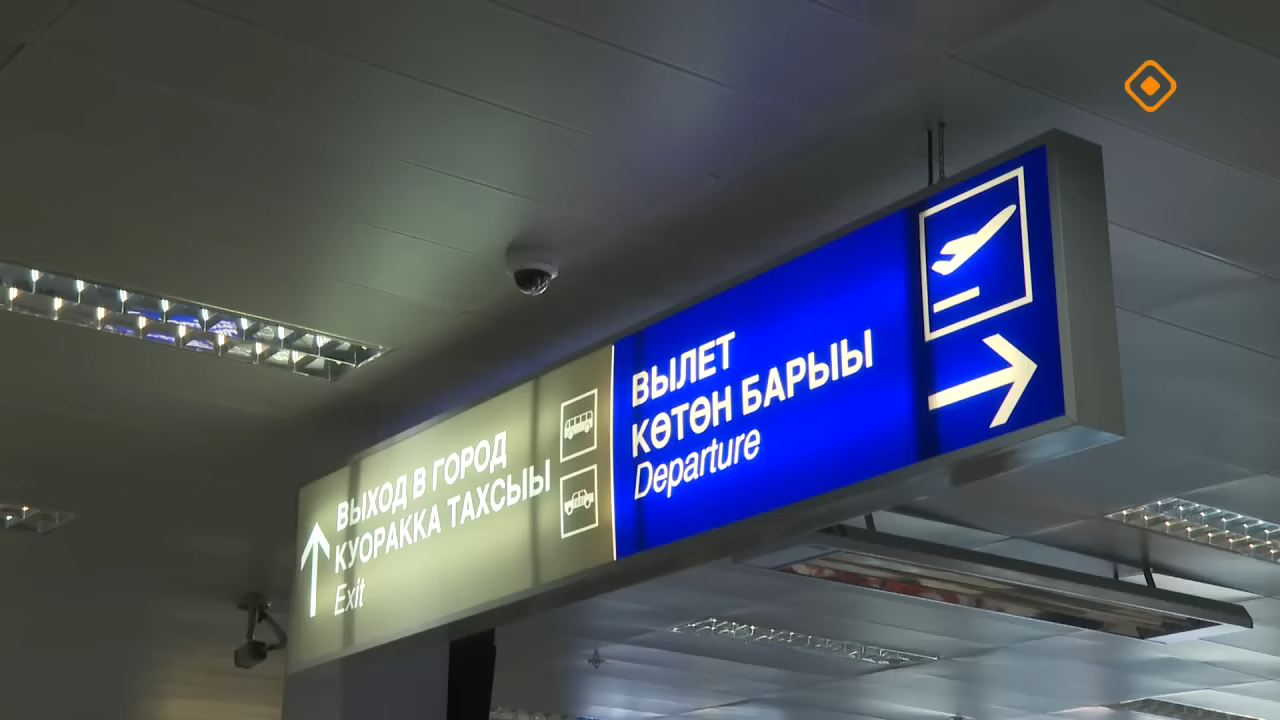 ВЫХОД В ГОРОД
КУОРАККА ТАХСЫЫ
Exit
ВЫЛЕТ
КӨТӨН БАРЫЫ
Departure